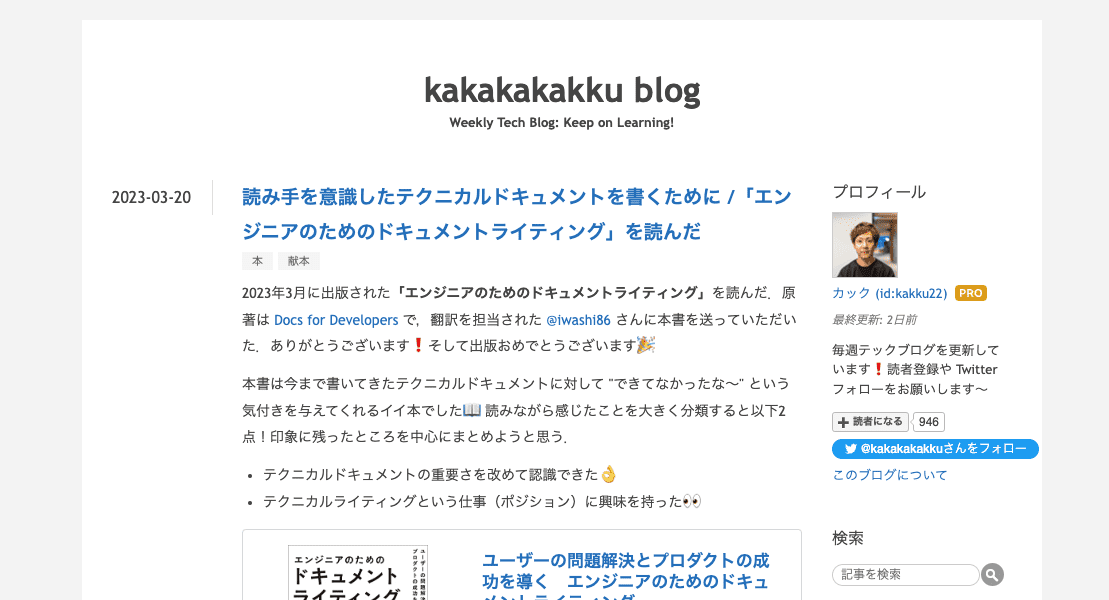 kakakakakku blog
Weekly Tech Blog: Keep on Learning!
2023-03-20
読み手を意識したテクニカルドキュメントを書くために /「エン
ジニアのためのドキュメントライティング」を読んだ
本 献本
2023年3月に出版された「エンジニアのためのドキュメントライティング」を読んだ．原
著は Docs for Developers で，翻訳を担当された @iwashi86 さんに本書を送っていただい
た．ありがとうございます❗そして出版おめでとうございます🎉
本書は今まで書いてきたテクニカルドキュメントに対して "できてなかったな〜" という
気付きを与えてくれるイイ本でした📖 読みながら感じたことを大きく分類すると以下2
点！印象に残ったところを中心にまとめようと思う．
• テクニカルドキュメントの重要さを改めて認識できた👌
• テクニカルライティングという仕事（ポジション）に興味を持った👀
エンジニアのための
ドキュメント
ライティング
ユーザーの問題解決とプロダクトの成
功を導く　エンジニアのためのドキュ
メントライティング
プロフィール
カック (id:kakku22) PRO
最終更新: 2日前
毎週テックブログを更新して
います❗読者登録や Twitter
フォローをお願いします〜
読者になる 946
@kakakakakkuさんをフォロー
このブログについて
検索
記事を検索